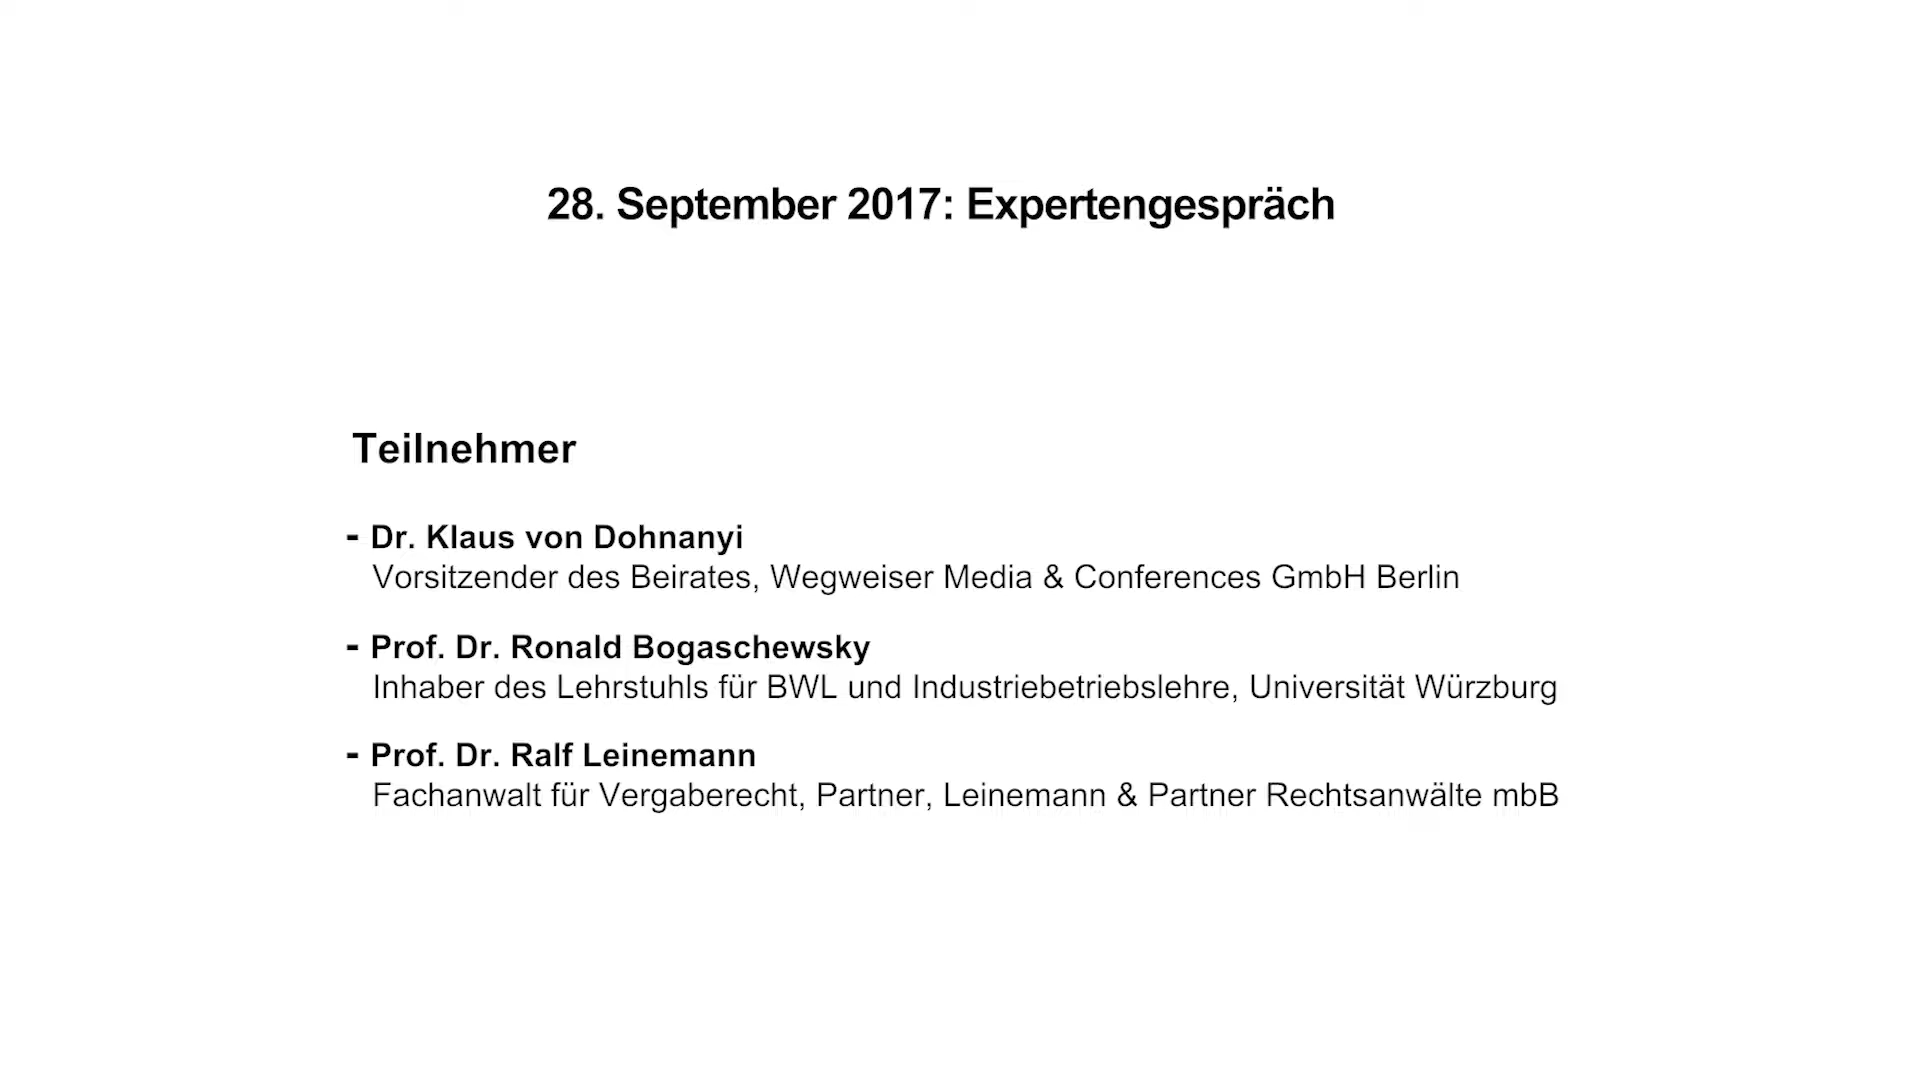 28. September 2017: Expertengespräch
Teilnehmer
- Dr. Klaus von Dohnanyi
Vorsitzender des Beirates, Wegweiser Media & Conferences GmbH Berlin
- Prof. Dr. Ronald Bogaschewsky
Inhaber des Lehrstuhls für BWL und Industriebetriebslehre, Universität Würzburg
- Prof. Dr. Ralf Leinemann
Fachanwalt für Vergaberecht, Partner, Leinemann & Partner Rechtsanwälte mbB